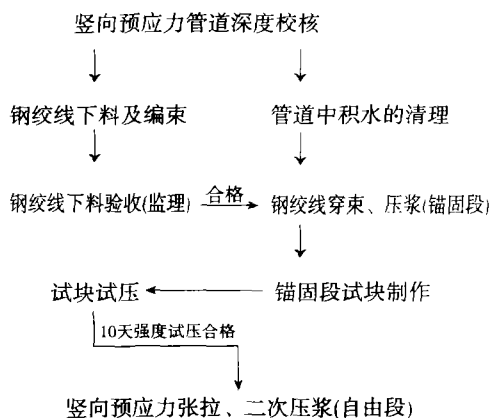 竖向预应力管道深度校核
钢绞线下料及编束
管道中积水的清理
钢绞线下料验收(监理)
合格
钢绞线穿束、压浆(锚固段)
试块试压
锚固段试块制作
10天强度试压合格
竖向预应力张拉、二次压浆(自由段)